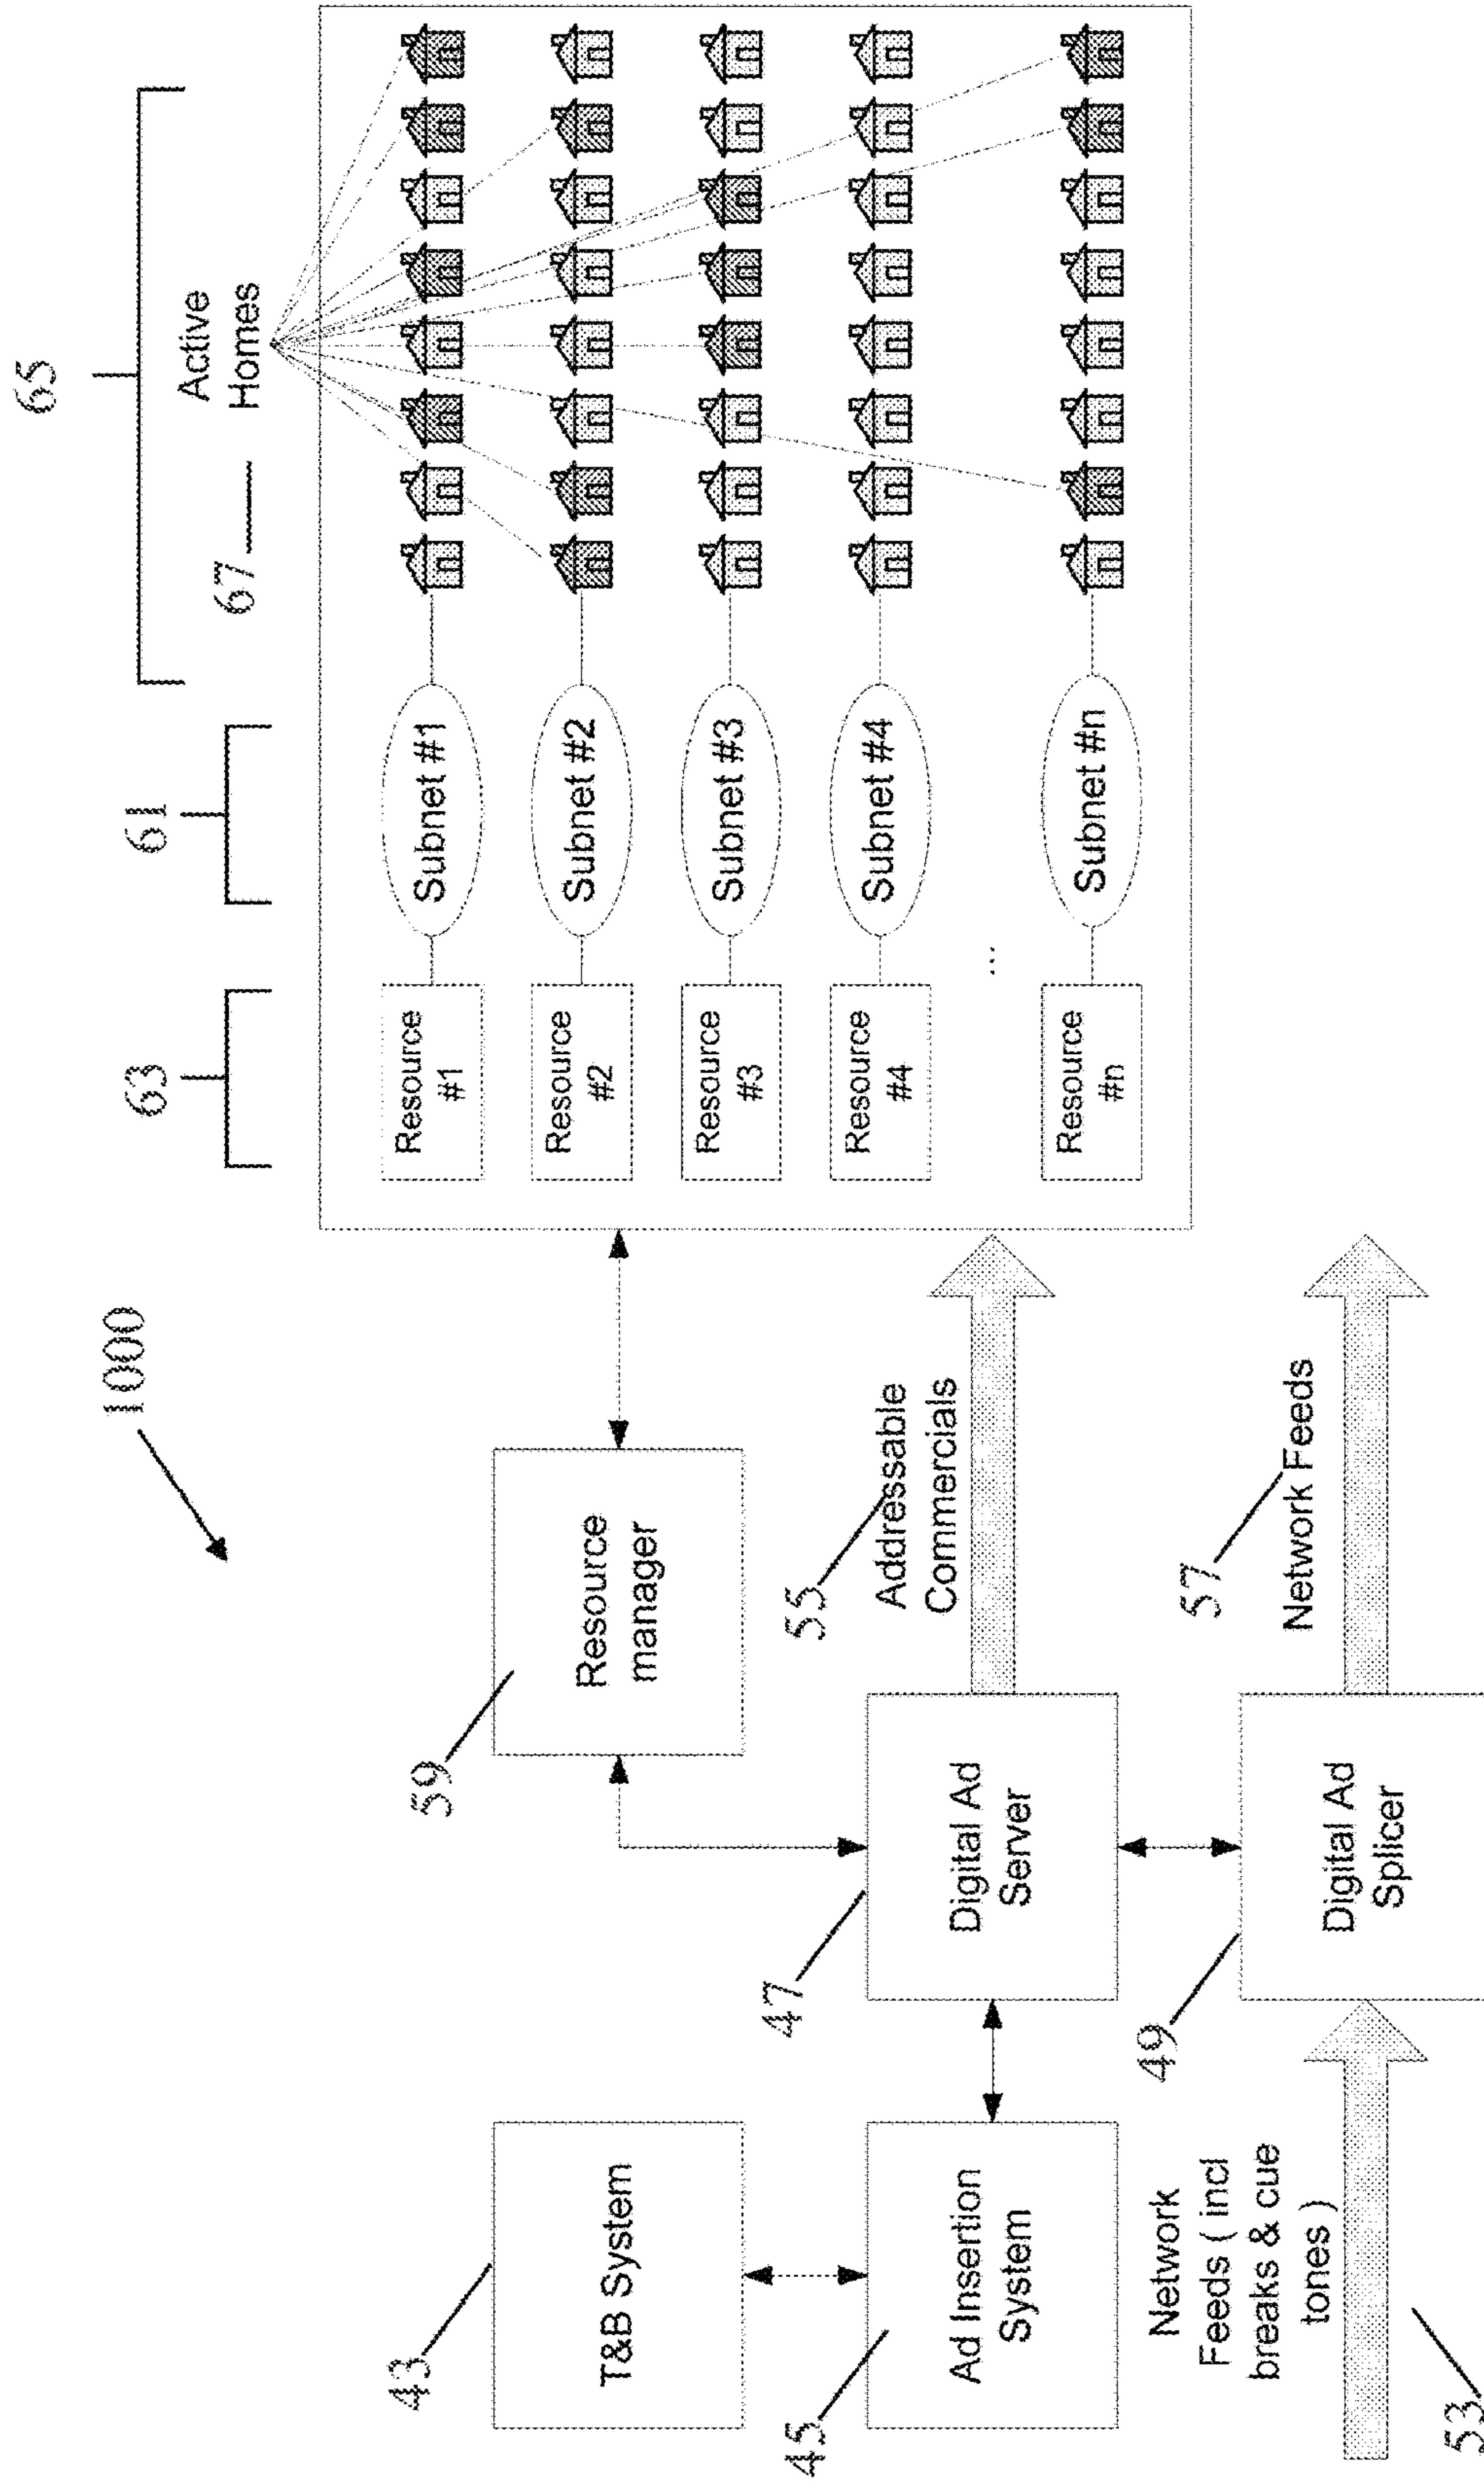 1000
43
T&B System
45
Ad Insertion
System
Network
Feeds ( incl
breaks & cue
tones )
53
59
Resource
manager
47
Digital Ad
Server
49
Digital Ad
Splicer
55
Addressable
Commercials
57
Network Feeds
63
61
65
67
Active
Homes
Resource
#1
Subnet #1
Resource
#2
Subnet #2
Resource
#3
Subnet #3
Resource
#4
Subnet #4
...
Resource
#n
Subnet #n